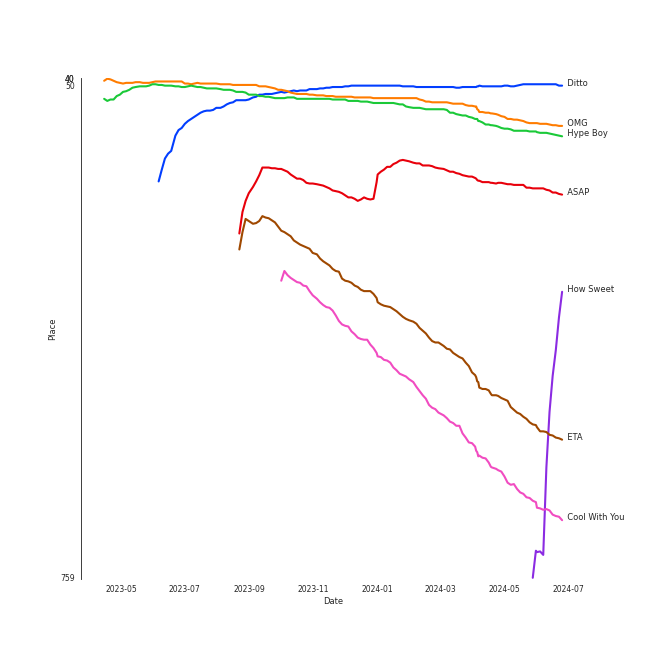 40
50
Ditto
OMG
Hype Boy
ASAP
How Sweet
Place
ETA
Cool With You
759
2023-05 2023-07 2023-09 2023-11 2024-01 2024-03 2024-05 2024-07
Date